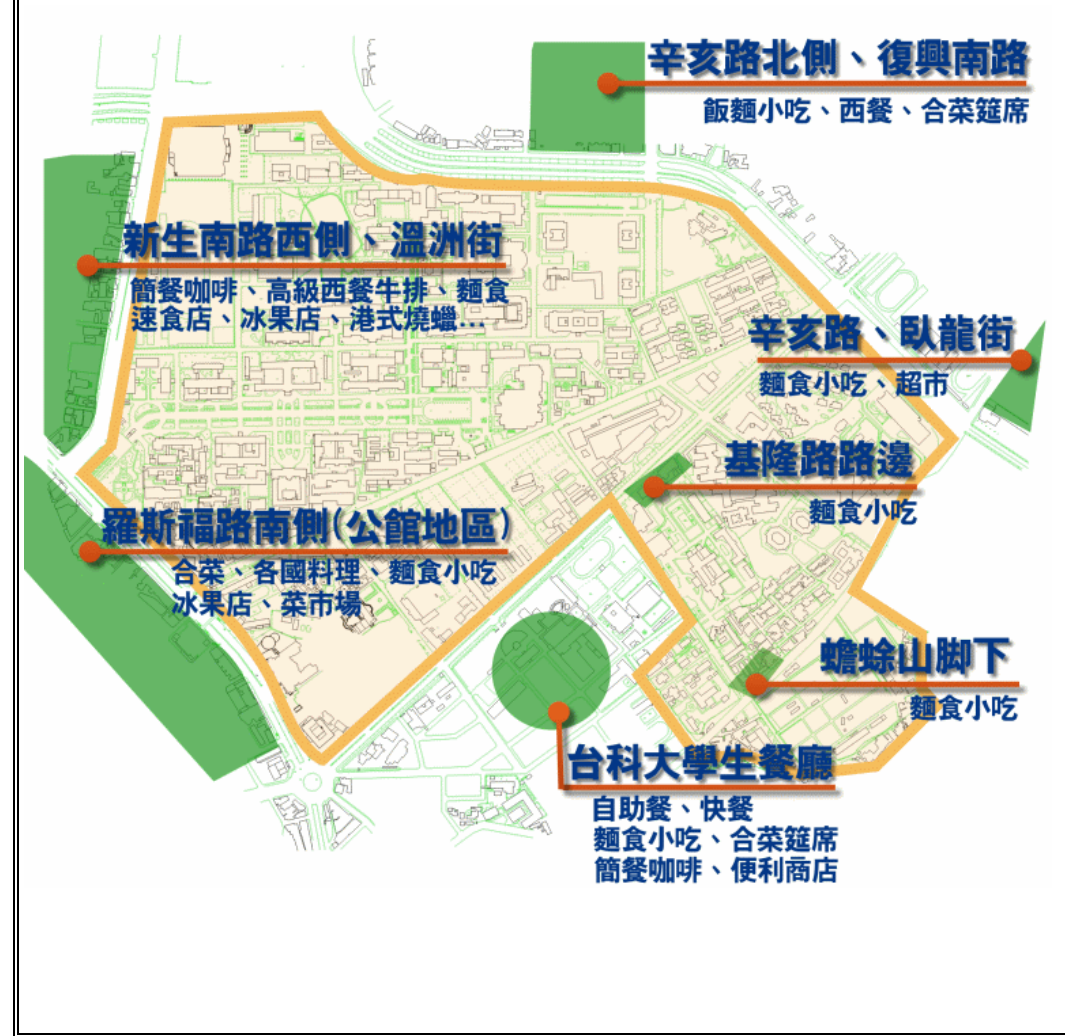 辛亥路北側、復興南路
飯麵小吃、西餐、合菜筵席
新生南路西側、溫洲街
簡餐咖啡、高級西餐牛排、麵食
速食店、冰果店、港式燒蠟...
辛亥路、臥龍街
麵食小吃、超市
基隆路路邊
麵食小吃
羅斯福路南側(公館地區)
合菜、各國料理、麵食小吃
冰果店、菜市場
蟾蜍山脚下
麵食小吃
台科大學生餐廳
自助餐、快餐
麵食小吃、合菜筵席
簡餐咖啡、便利商店